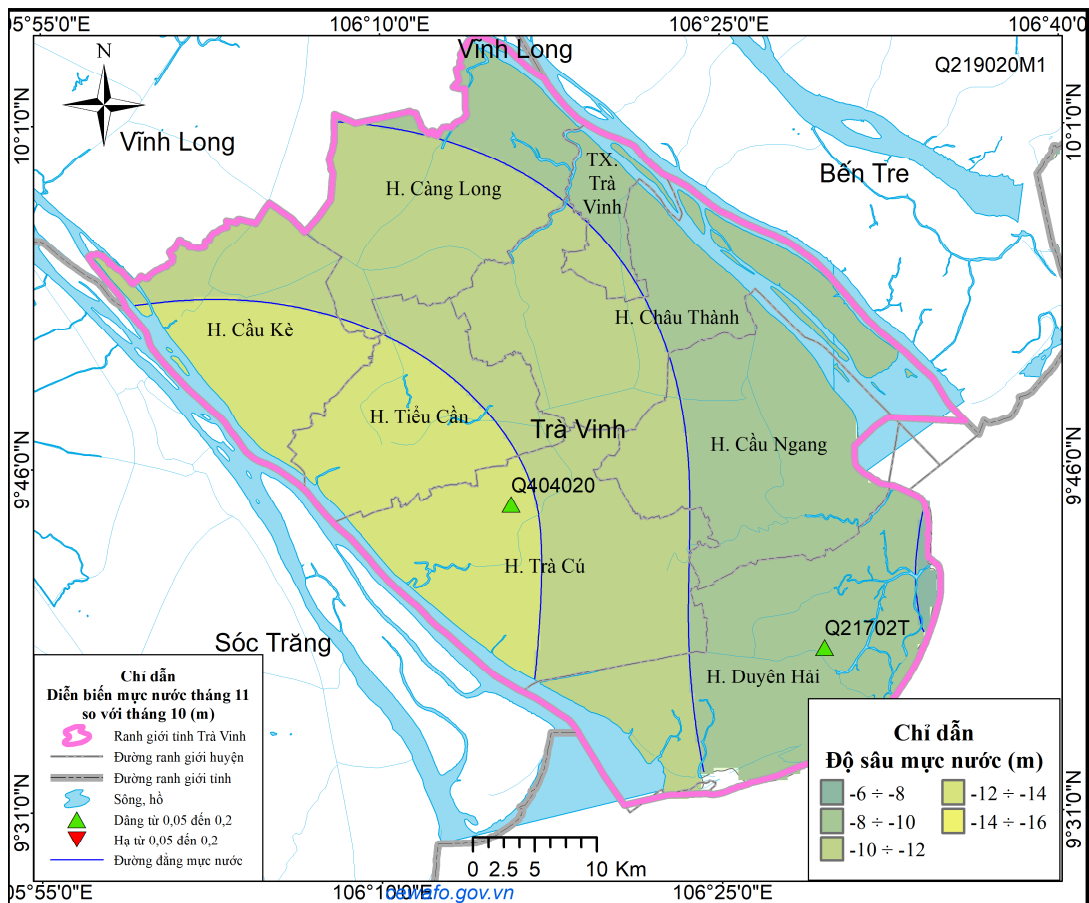 05°55'0"E
106°10'0"E
106°25'0"E
106°40'0"E
N
Vĩnh Long
Q219020M1
10°1'0"N
10°1'0"N
Vĩnh Long
TX.
Trà
Vinh
Bến Tre
H. Càng Long
H. Cầu Kè
H. Châu Thành
H. Tiểu Cần
Trà Vinh
H. Cầu Ngang
9°46'0"N
9°46'0"N
Q404020
H. Trà Cú
Q21702T
Sóc Trăng
H. Duyên Hải
Chỉ dẫn
Diễn biến mực nước tháng 11
so với tháng 10 (m)
Ranh giới tỉnh Trà Vinh
Đường ranh giới huyện
Đường ranh giới tỉnh
Sông, hồ
Dâng từ 0,05 đến 0,2
Hạ từ 0,05 đến 0,2
Đường đẳng mực nước
Chỉ dẫn
Độ sâu mực nước (m)
-6 ÷ -8
-12 ÷ -14
-8 ÷ -10
-14 ÷ -16
-10 ÷ -12
9°31'0"N
9°31'0"N
0 2.5 5 10 Km
05°55'0"E
106°10'0"E
106°25'0"E
cewafo.gov.vn